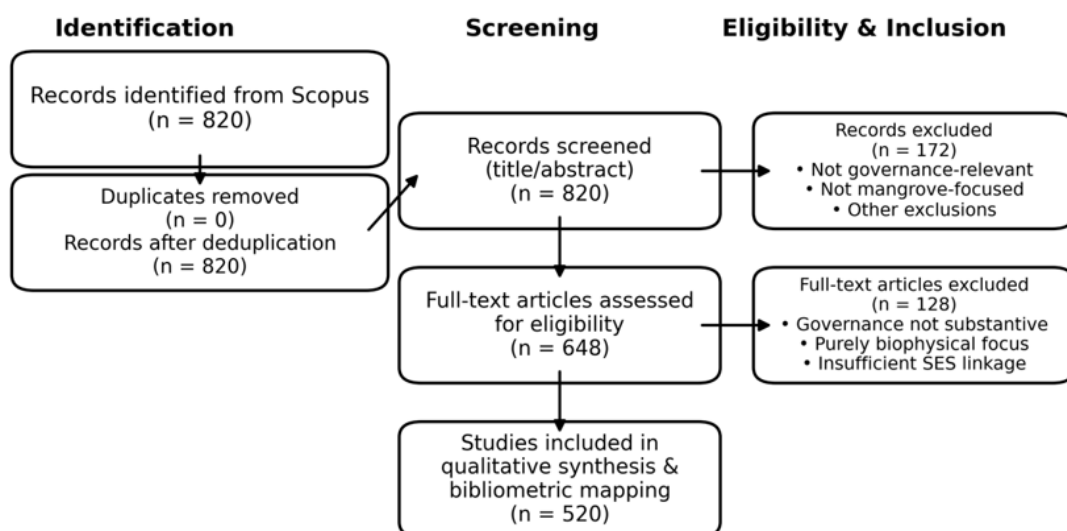 Identification
Screening
Eligibility & Inclusion
Records identified from Scopus
(n = 820)
Duplicates removed
(n = 0)
Records after deduplication
(n = 820)
Records screened
(title/abstract)
(n = 820)
Records excluded
(n = 172)
• Not governance-relevant
• Not mangrove-focused
• Other exclusions
Full-text articles assessed
for eligibility
(n = 648)
Full-text articles excluded
(n = 128)
• Governance not substantive
• Purely biophysical focus
• Insufficient SES linkage
Studies included in
qualitative synthesis &
bibliometric mapping
(n = 520)